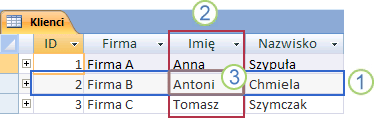 2
Klienci
ID Firma Imię Nazwisko
1 Firma A Anna Szypuła
2 Firma B Antoni 3 Chmiela 1
3 Firma C Tomasz Szymczak